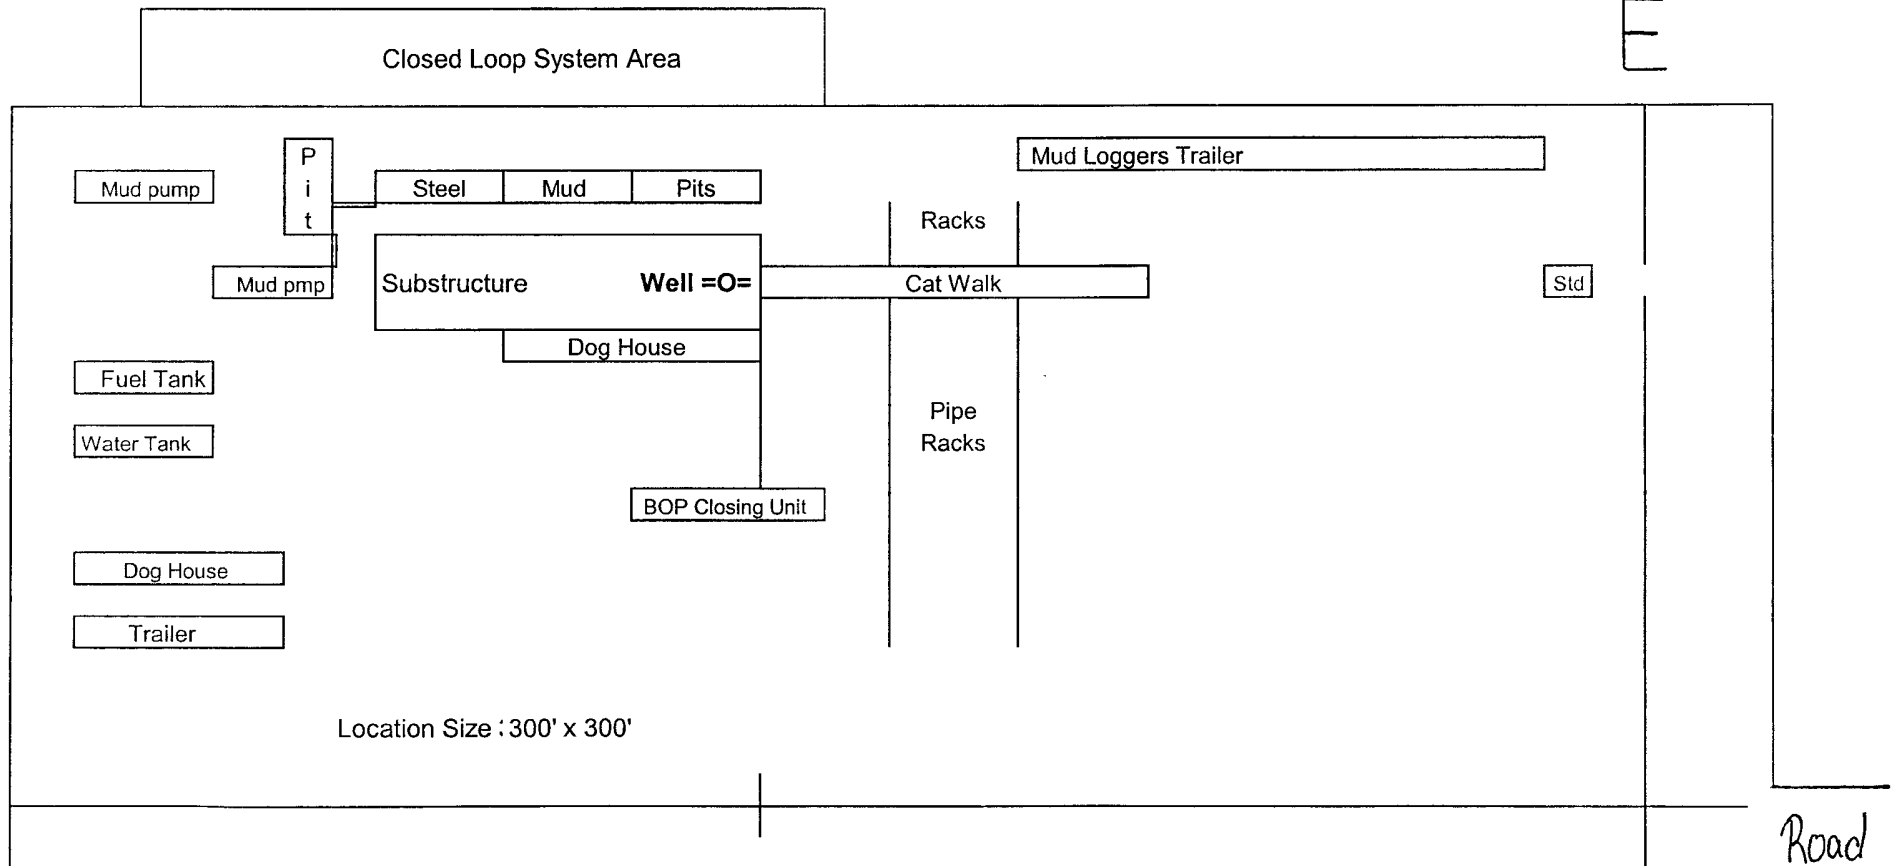 E
Closed Loop System Area
Mud Loggers Trailer
P
i
t
Mud pump
Steel Mud Pits
Racks
Mud pmp
Substructure Well =O=
Cat Walk
Std
Dog House
Fuel Tank
Pipe
Racks
Water Tank
BOP Closing Unit
Dog House
Trailer
Location Size : 300' x 300'
Road